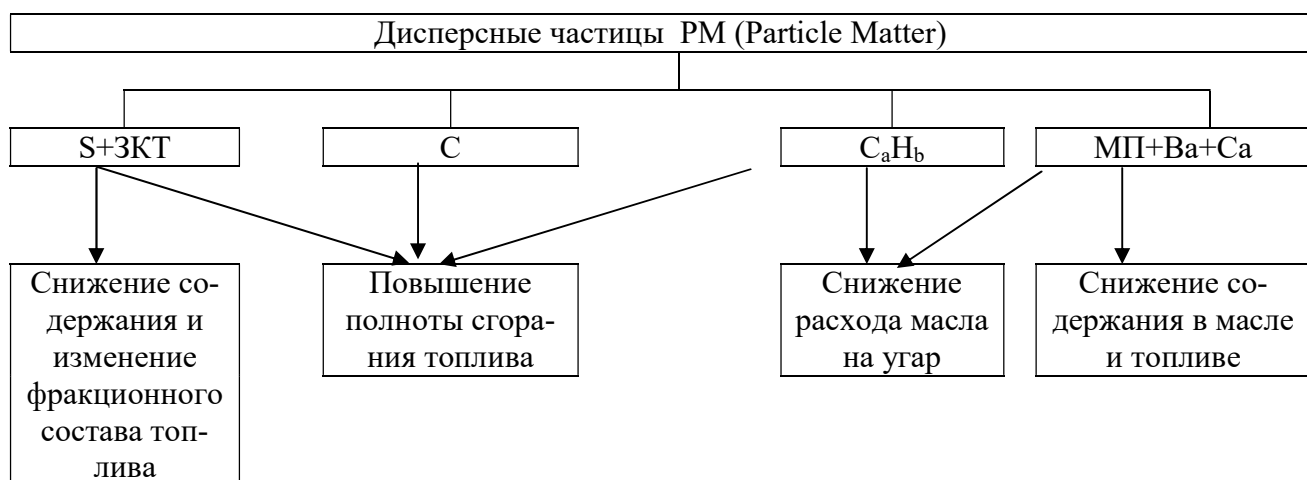 Дисперсные частицы PM (Particle Matter)
S+ЗКТ
C
CaHb
МП+Ba+Ca
Снижение со-
держания и
изменение
фракционного
состава топ-
лива
Повышение
полноты сгора-
ния топлива
Снижение
расхода масла
на угар
Снижение со-
держания в масле
и топливе